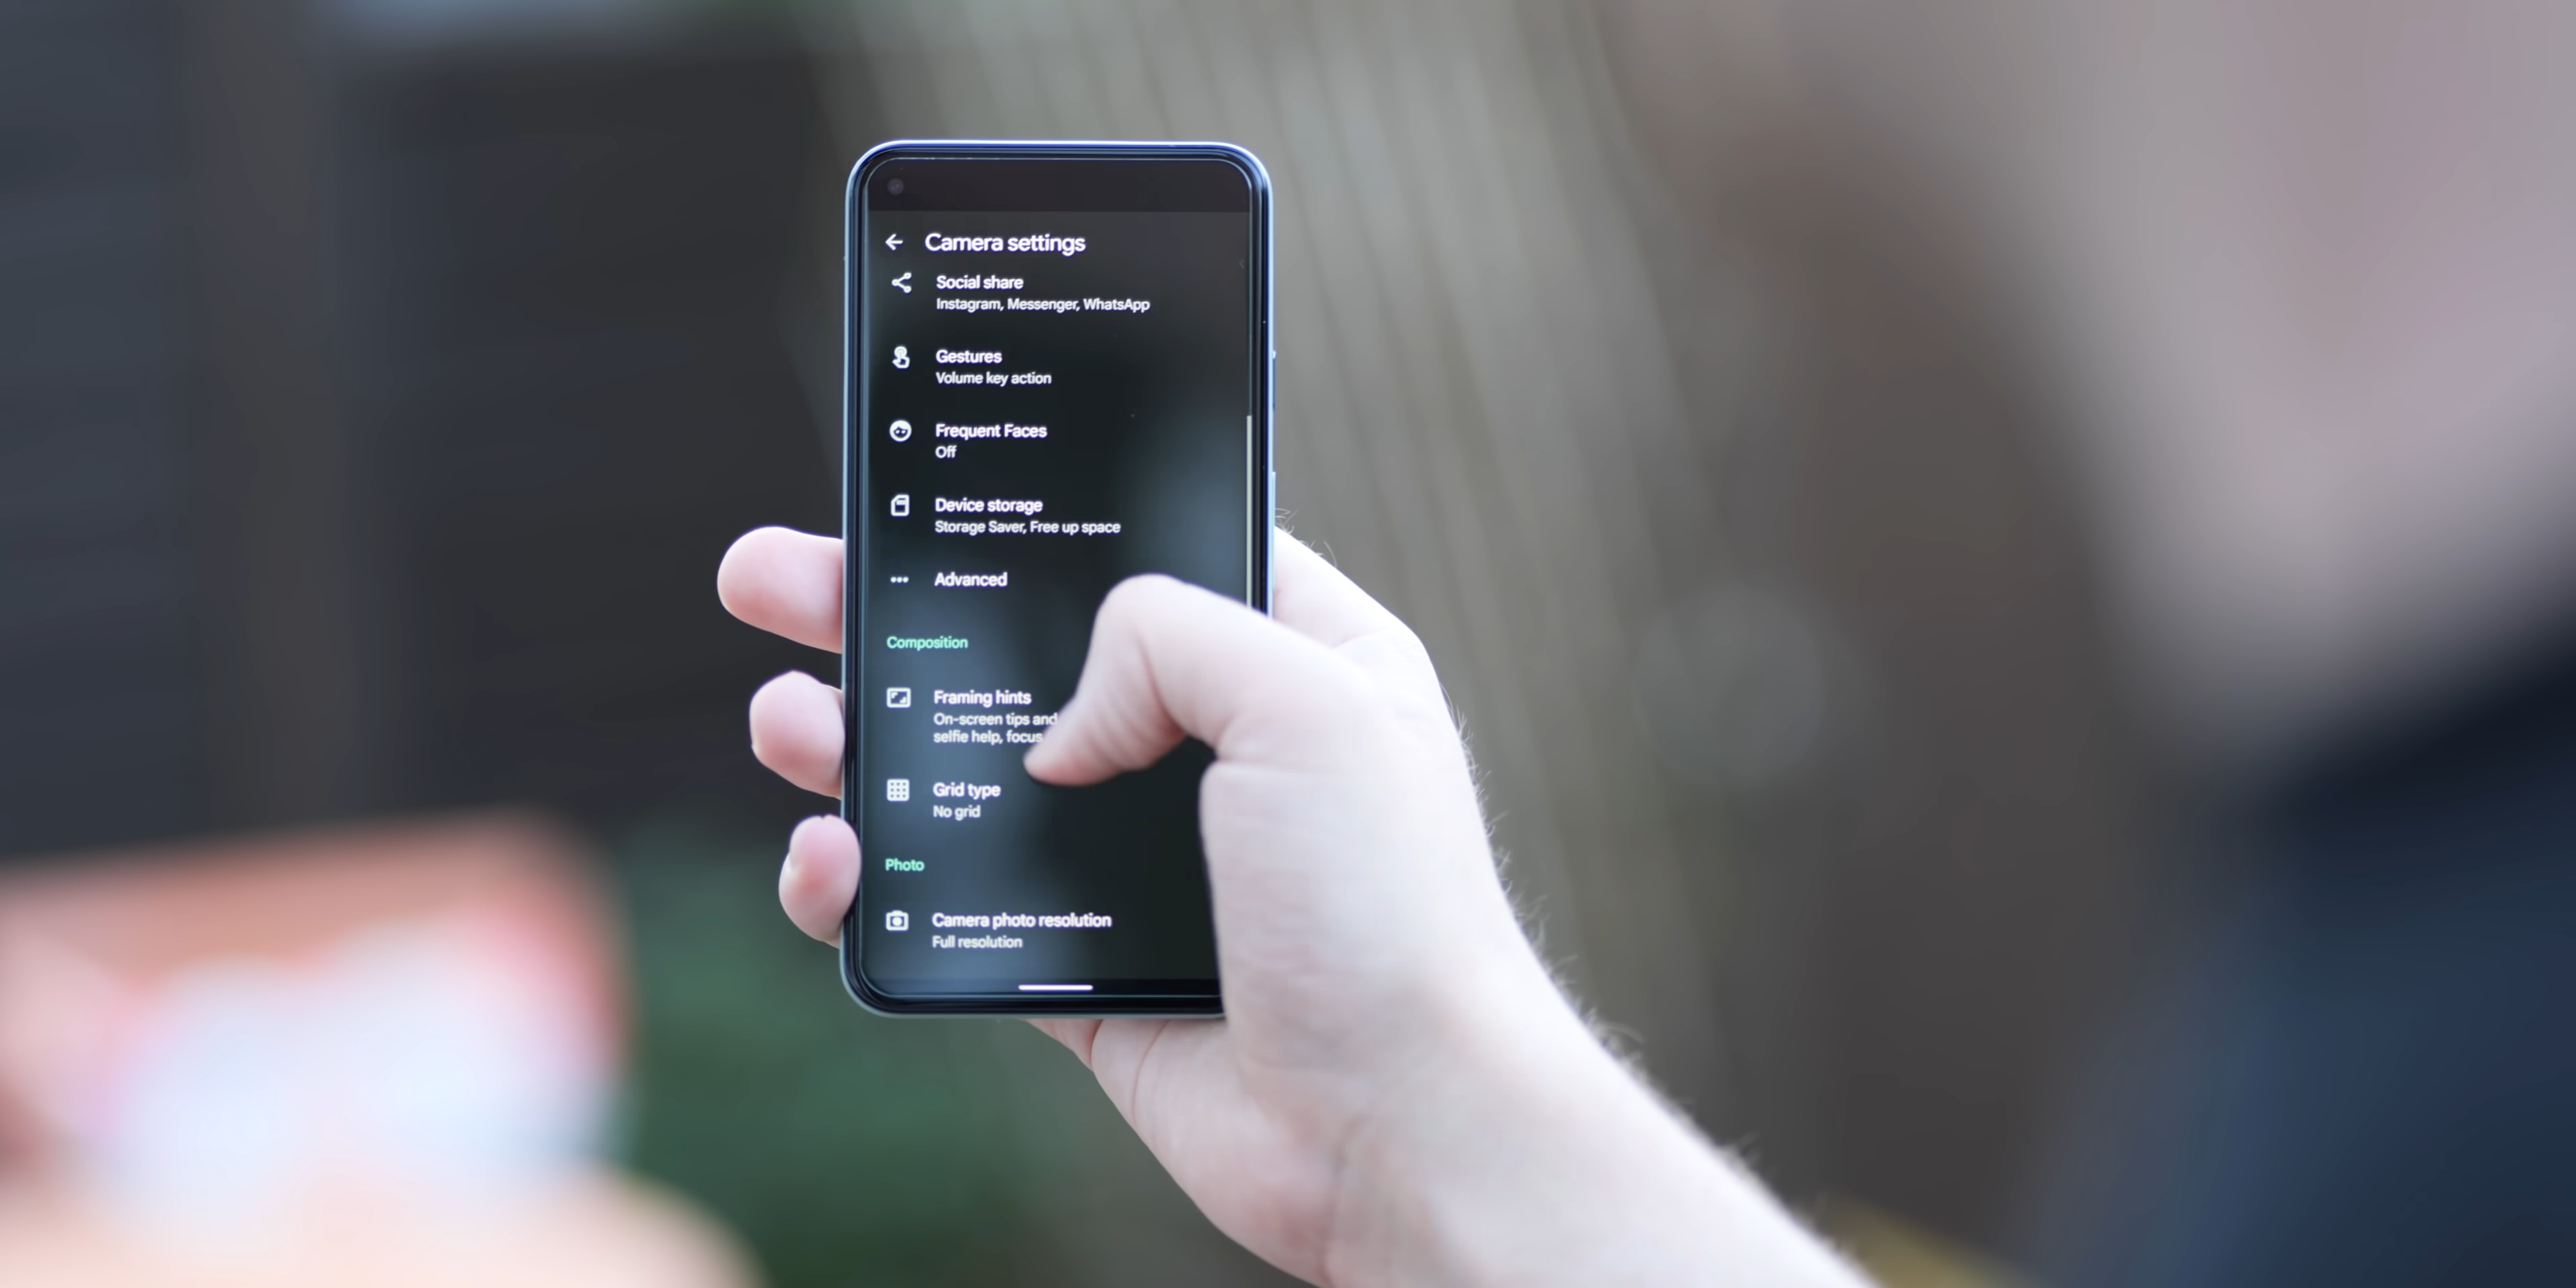 Camera settings
Social share
Instagram, Messenger, WhatsApp
Gestures
Volume key action
Frequent Faces
Off
Device storage
Storage Saver, Free up space
Advanced
Composition
Framing hints
On-screen tips and
selfie help, focus
Grid type
No grid
Photo
Camera photo resolution
Full resolution